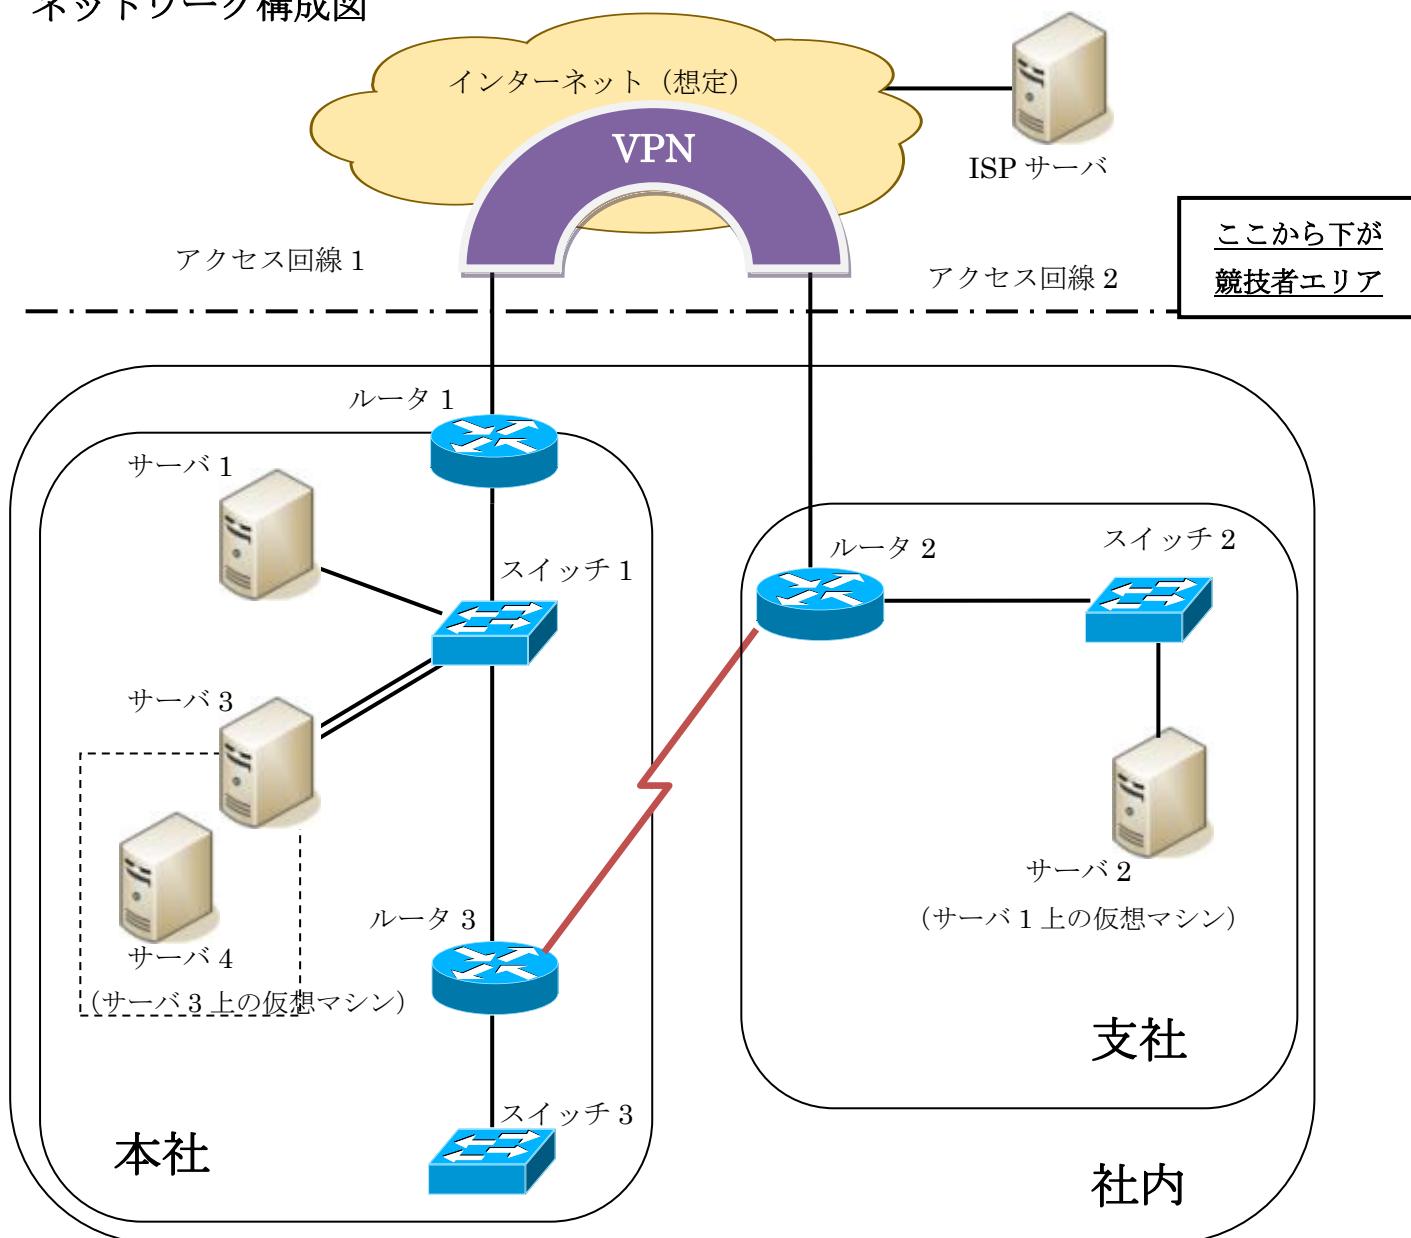 ネットワーク構成図
インターネット（想定）
VPN
ISP サーバ
アクセス回線 1
アクセス回線 2
ここから下が
競技者エリア
ルータ 1
サーバ 1
スイッチ 1
ルータ 2
スイッチ 2
サーバ 3
サーバ 2
（サーバ 1 上の仮想マシン）
ルータ 3
サーバ 4
（サーバ 3 上の仮想マシン）
支社
スイッチ 3
本社
社内